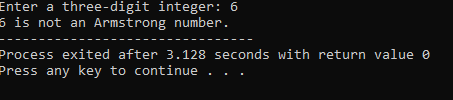 Enter a three-digit integer: 6
6 is not an Armstrong number.
--------------------------------
Process exited after 3.128 seconds with return value 0
Press any key to continue . . .